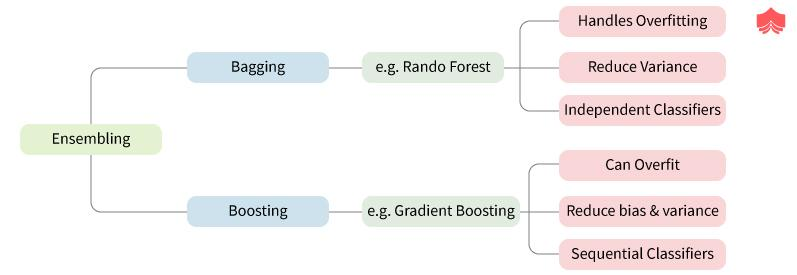 Handles Overfitting
Bagging
e.g. Rando Forest
Reduce Variance
Independent Classifiers
Ensembling
Can Overfit
Boosting
e.g. Gradient Boosting
Reduce bias & variance
Sequential Classifiers